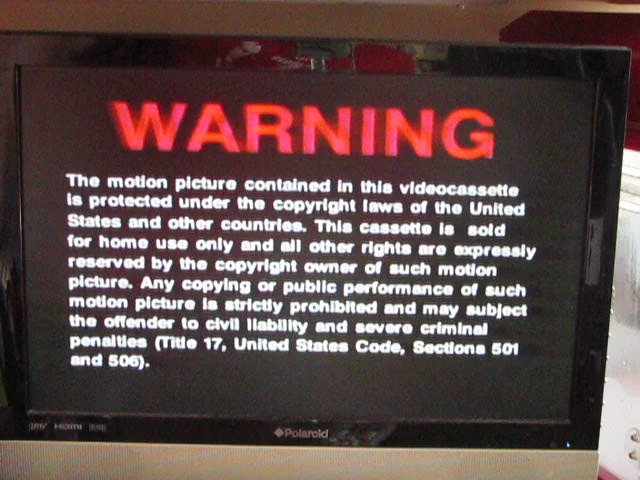 WARNING
The motion picture contained in this videocassette
is protected under the copyright laws of the United
States and other countries. This cassette is sold
for home use only and all other rights are expressly
reserved by the copyright owner of such motion
picture. Any copying or public performance of such
motion picture is strictly prohibited and may subject
the offender to civil liability and severe criminal
penalties (Title 17, United States Code, Sections 501
and 506).
HDMI
Polaroid